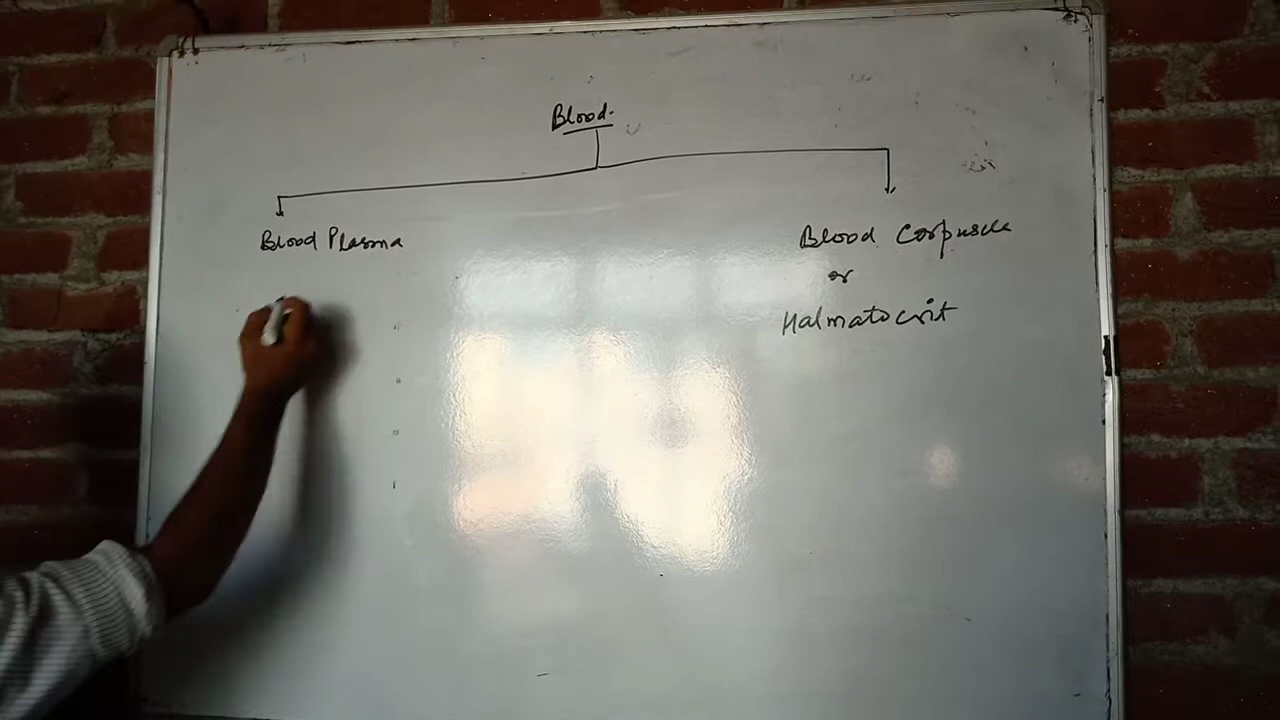 Blood.
Blood Plasma
Blood Corpuscle
or
Halmatocrit